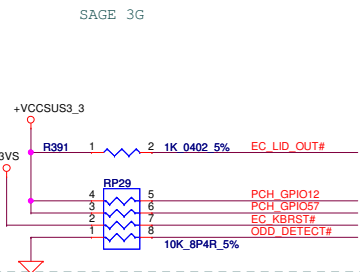 SAGE 3G
+VCCSUS3_3
R391 1 2 1K_0402_5% EC_LID_OUT#
3VS
RP29
4 5 PCH_GPIO12
3 6 PCH_GPIO57
2 7 EC_KBRST#
1 8 ODD_DETECT#
10K_8P4R_5%